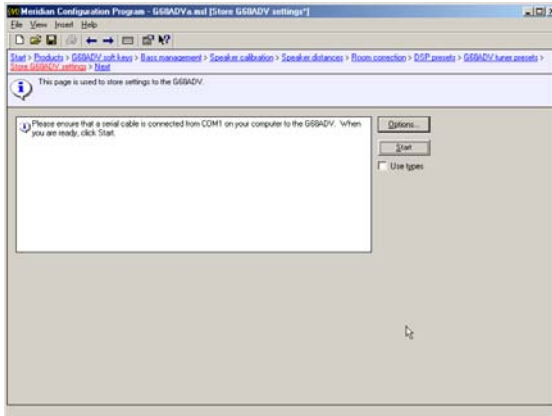 Meridian Configuration Program - G68ADVa.msl [Store G68ADV settings*]
File View Insert Help
Start > Products > G68ADV soft keys > Bass management > Speaker calibration > Speaker distances > Room correction > DSP presets > G68ADV tuner presets >
Store G68ADV settings > Next
This page is used to store settings to the G68ADV.
Please ensure that a serial cable is connected from COM1 on your computer to the G68ADV. When
you are ready, click Start.
Options...
Start
Use types